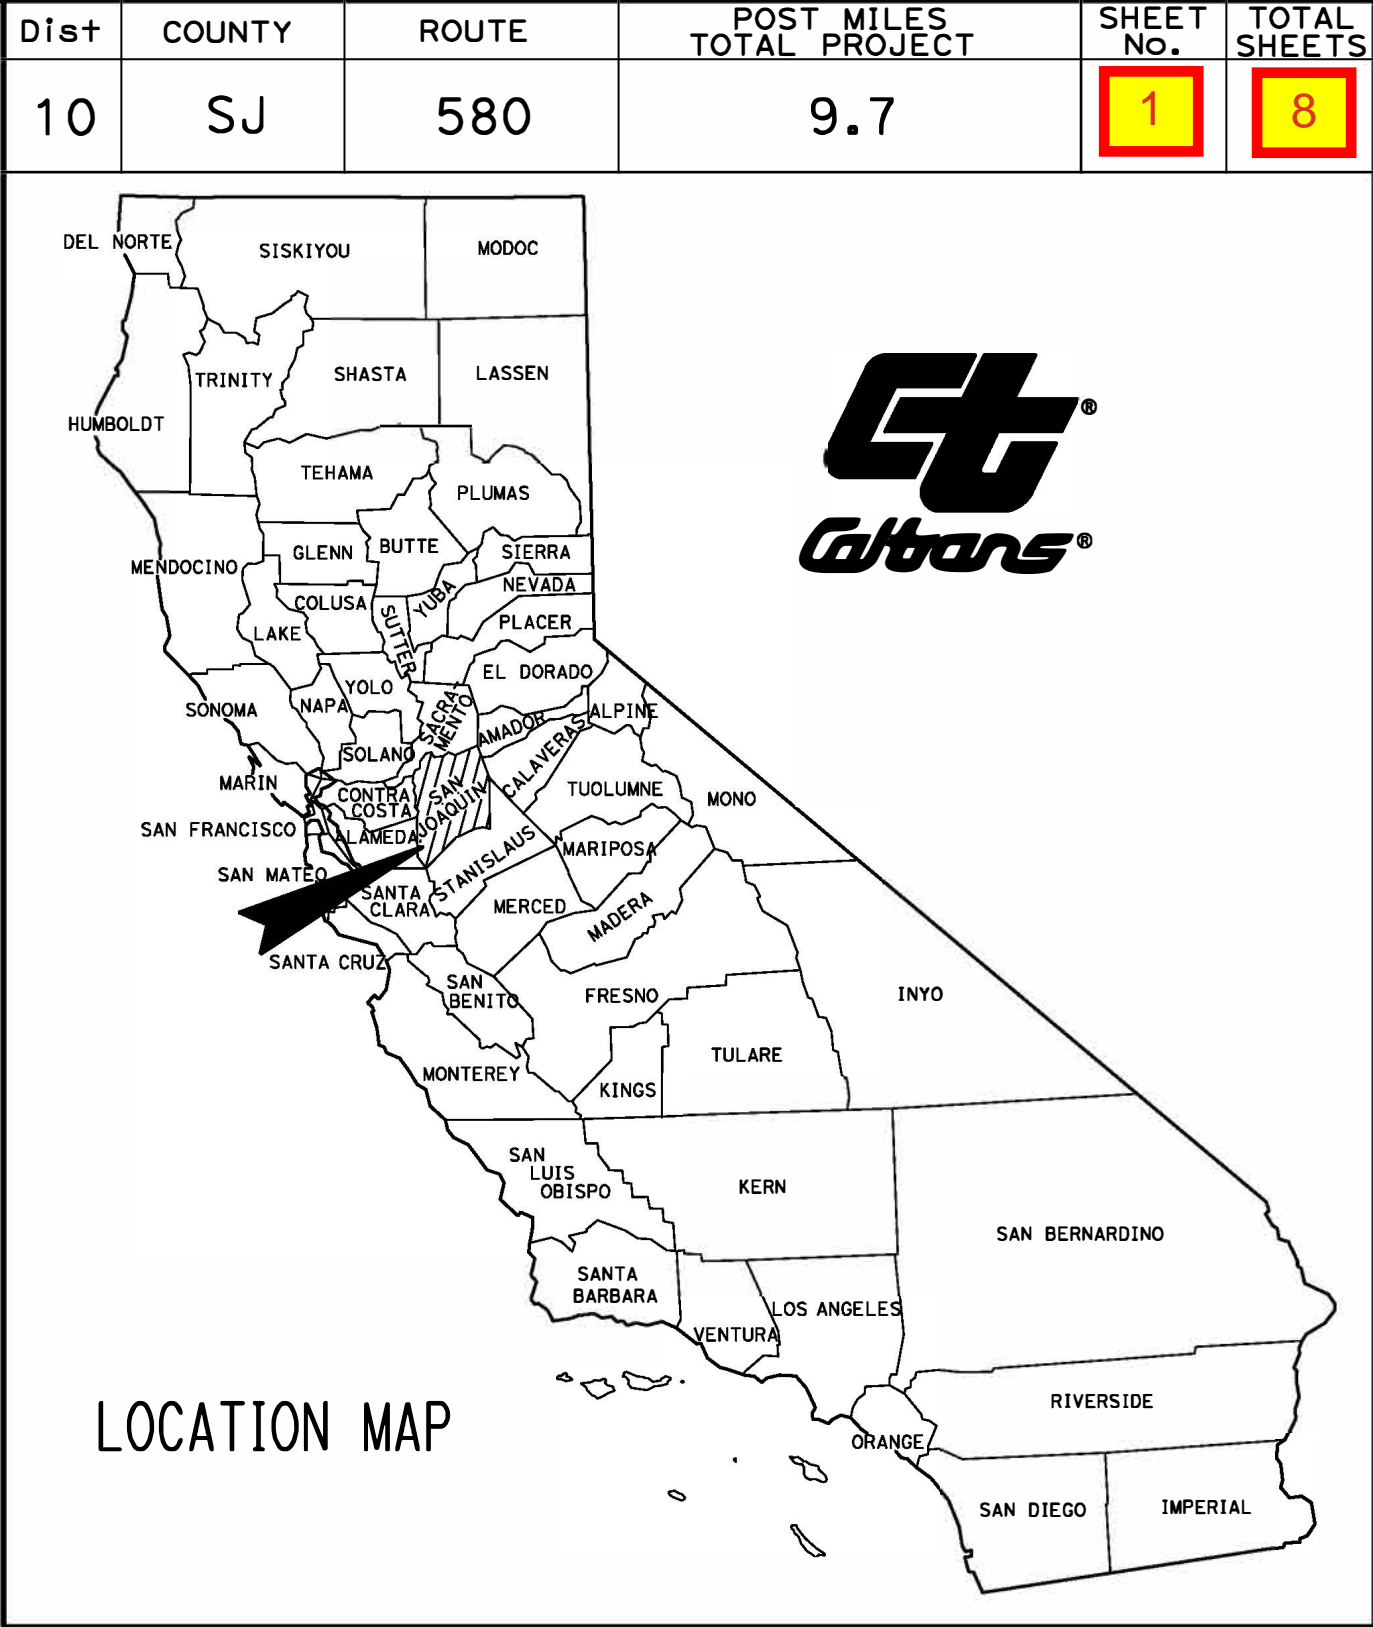 Dist COUNTY ROUTE POST MILES TOTAL PROJECT SHEET No. TOTAL SHEETS
10 SJ 580 9.7 1 8
DEL NORTE
SISKIYOU
MODOC
TRINITY
SHASTA
LASSEN
HUMBOLDT
Ct®
Caltrans®
TEHAMA
PLUMAS
MENDOCINO
GLENN
BUTTE
SIERRA
NEVADA
COLUSA
SUTTER
YUBA
PLACER
LAKE
EL DORADO
YOLO
SONOMA
NAPA
SACRA-
MENTO
AMADOR
ALPINE
SOLANO
CALAVERAS
MARIN
CONTRA
COSTA
SAN
JOAQUIN
TUOLUMNE
MONO
SAN FRANCISCO
ALAMEDA
STANISLAUS
MARIPOSA
SAN MATEO
SANTA
CLARA
MERCED
MADERA
SANTA CRUZ
SAN
BENITO
FRESNO
INYO
TULARE
MONTEREY
KINGS
SAN
LUIS
OBISPO
KERN
SAN BERNARDINO
SANTA
BARBARA
LOS ANGELES
VENTURA
RIVERSIDE
LOCATION MAP
ORANGE
SAN DIEGO
IMPERIAL